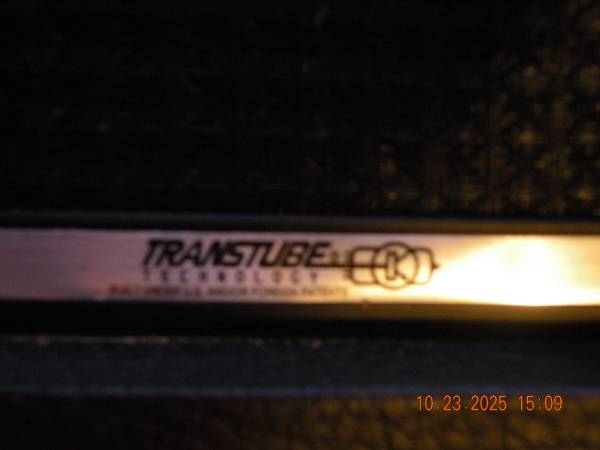 TRANSTUBE
TECHNOLOGY
K
BUILT UNDER U.S. AND/OR FOREIGN PATENTS
10.23.2025 15:09